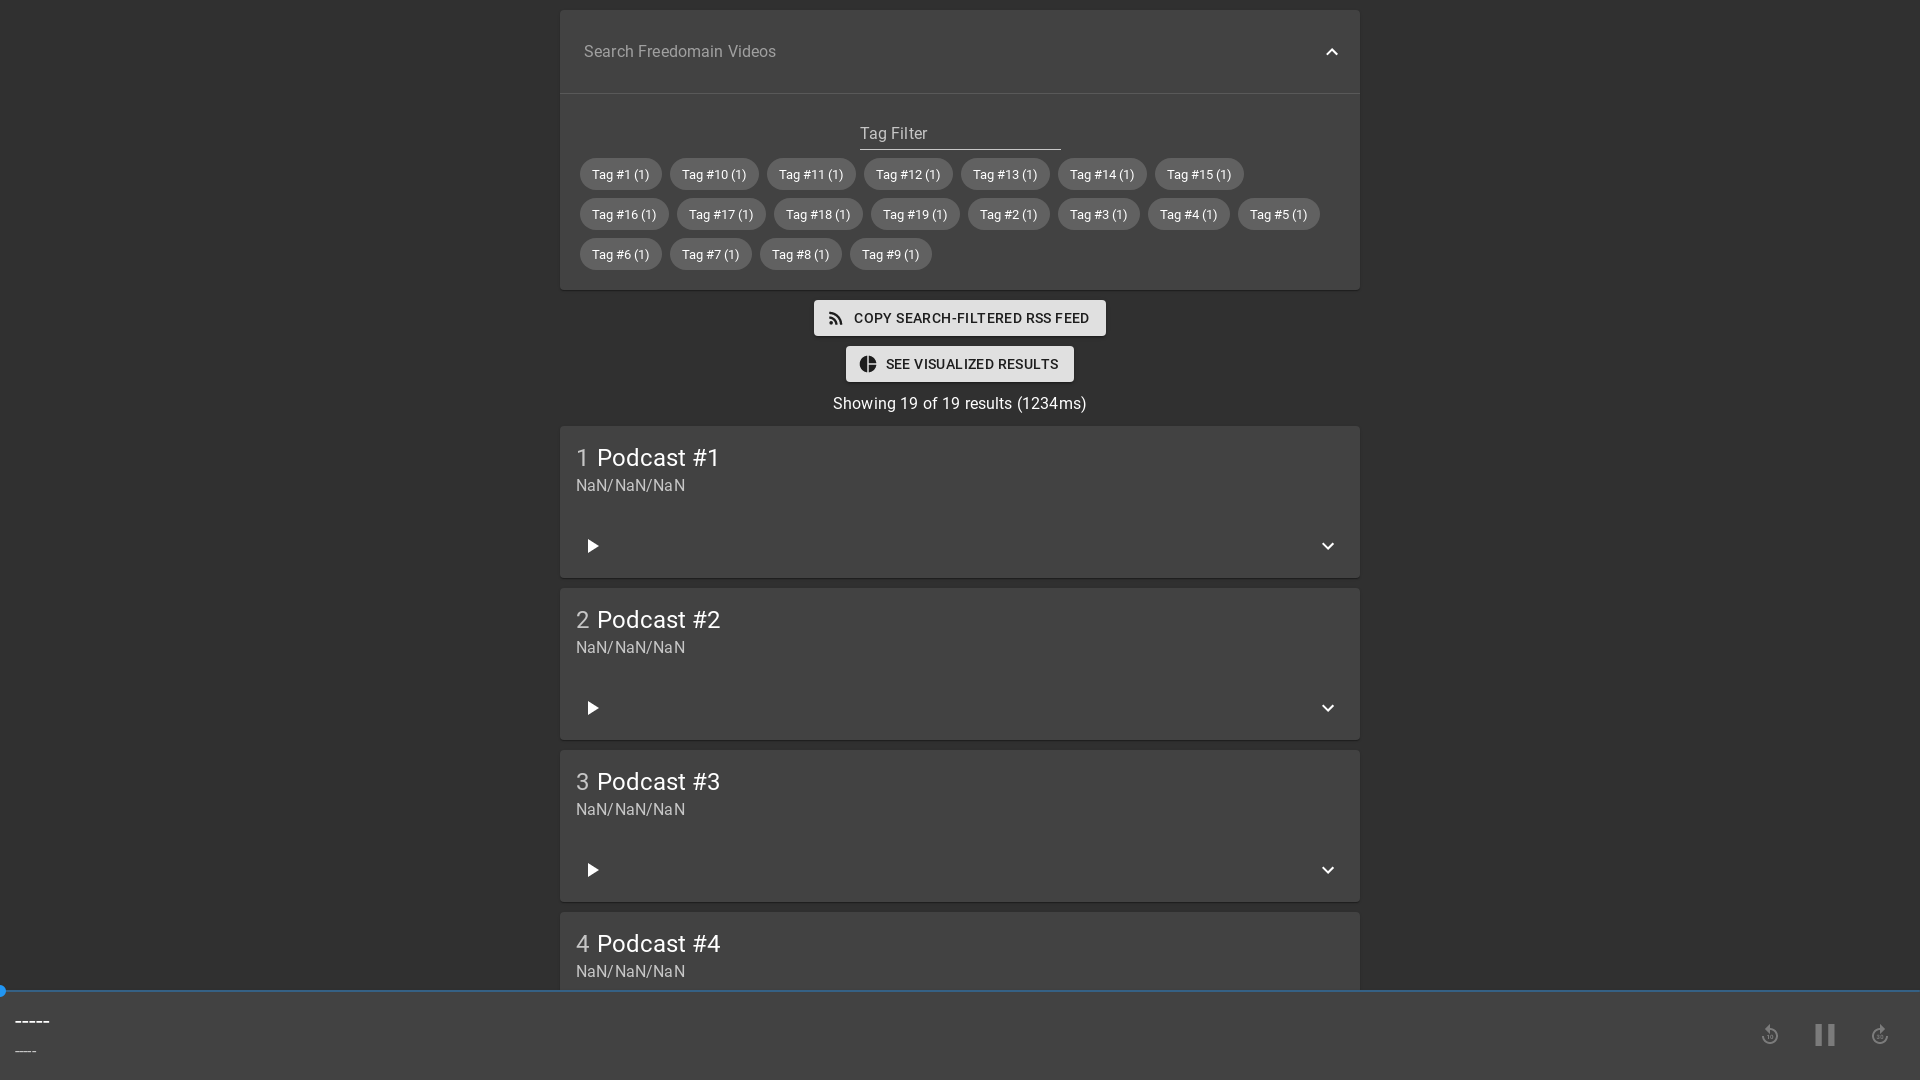 Search Freedomain Videos
Tag Filter
Tag #1 (1) Tag #10 (1) Tag #11 (1) Tag #12 (1) Tag #13 (1) Tag #14 (1) Tag #15 (1)
Tag #16 (1) Tag #17 (1) Tag #18 (1) Tag #19 (1) Tag #2 (1) Tag #3 (1) Tag #4 (1) Tag #5 (1)
Tag #6 (1) Tag #7 (1) Tag #8 (1) Tag #9 (1)
COPY SEARCH-FILTERED RSS FEED
SEE VISUALIZED RESULTS
Showing 19 of 19 results (1234ms)
1 Podcast #1
NaN/NaN/NaN
2 Podcast #2
NaN/NaN/NaN
3 Podcast #3
NaN/NaN/NaN
4 Podcast #4
NaN/NaN/NaN
-----
-----